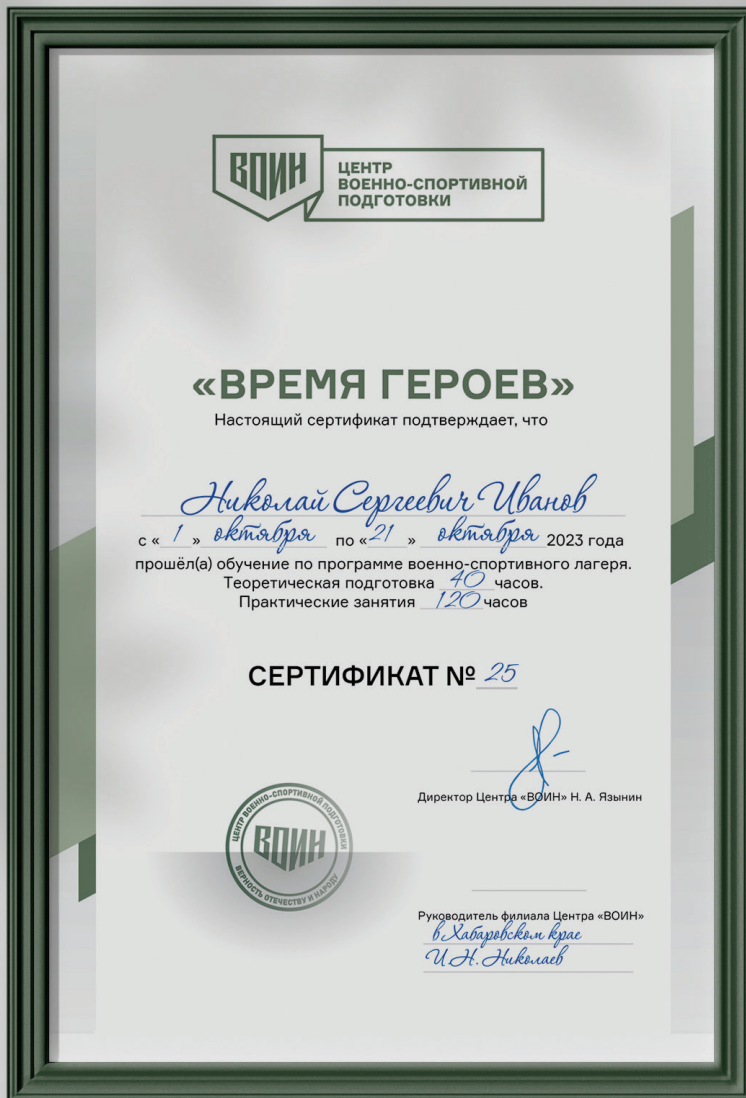 ВОИН
ЦЕНТР
ВОЕННО-СПОРТИВНОЙ
ПОДГОТОВКИ
«ВРЕМЯ ГЕРОЕВ»
Настоящий сертификат подтверждает, что
Николай Сергеевич Иванов
с « 1 » октября по « 21 » октября 2023 года
прошёл(а) обучение по программе военно-спортивного лагеря.
Теоретическая подготовка 40 часов.
Практические занятия 120 часов
СЕРТИФИКАТ № 25
Директор Центра «ВОИН» Н. А. Язынин
ЦЕНТР ВОЕННО-СПОРТИВНОЙ ПОДГОТОВКИ
ВОИН
ВЕРНОСТЬ ОТЕЧЕСТВУ И НАРОДУ
Руководитель филиала Центра «ВОИН»
в Хабаровском крае
И.Н. Николаев